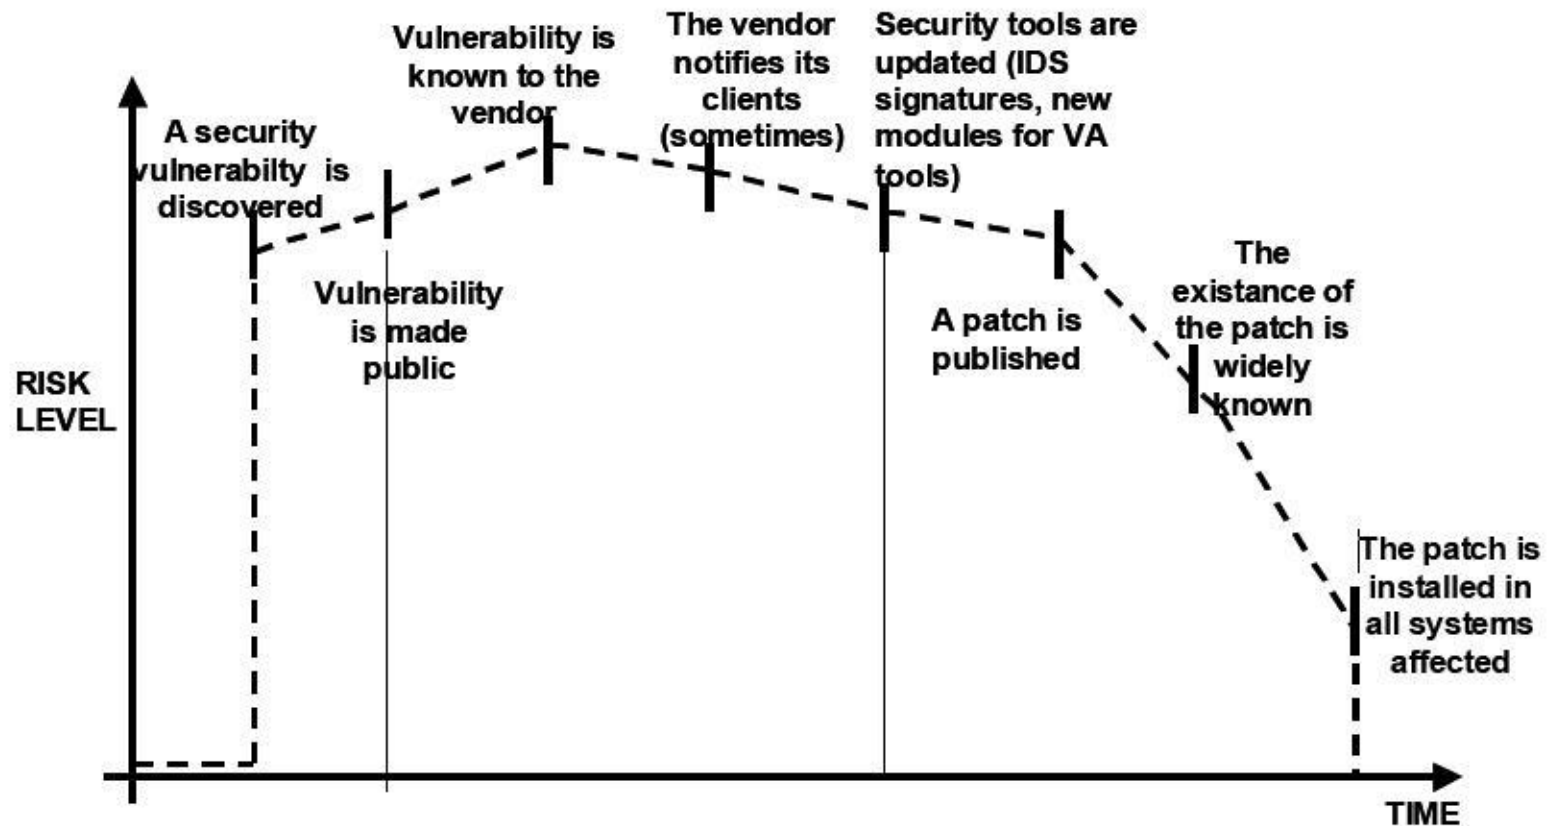 Vulnerability is
known to the
vendor
The vendor
notifies its
clients
(sometimes)
Security tools are
updated (IDS
signatures, new
modules for VA
tools)
A security
vulnerabilty is
discovered
Vulnerability
is made
public
A patch is
published
The
existance of
the patch is
widely
known
RISK
LEVEL
The patch is
installed in
all systems
affected
TIME